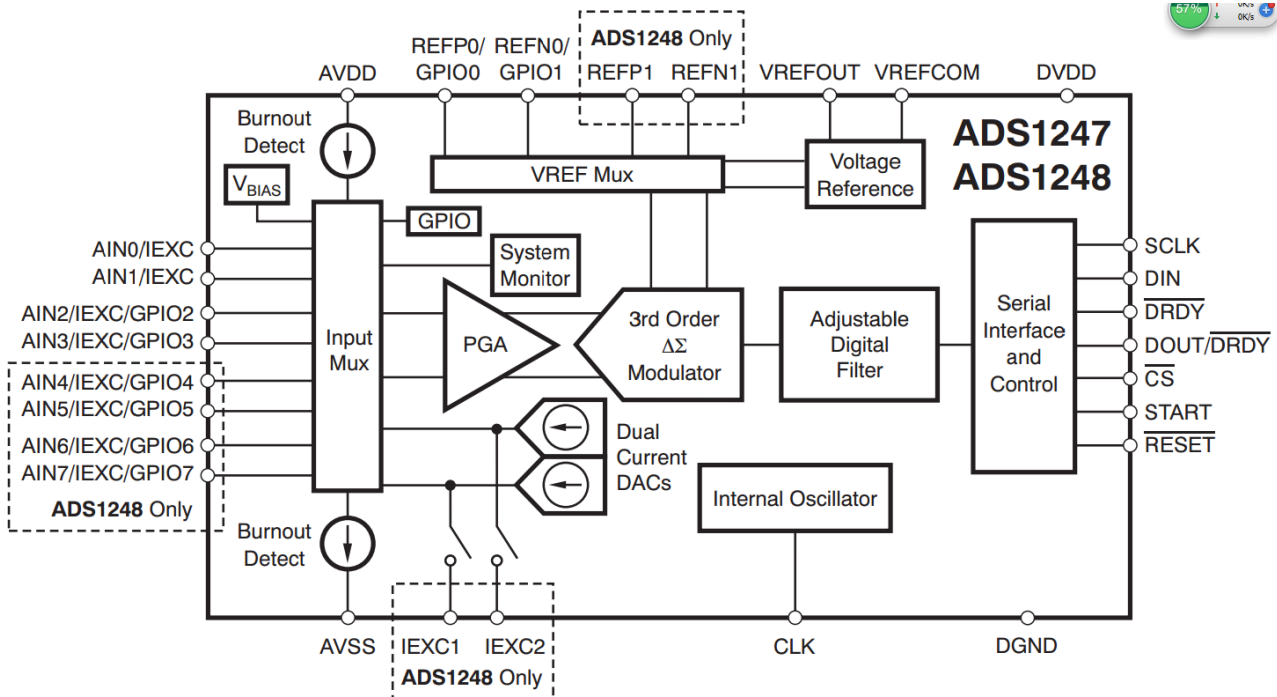 57%
0K/s
0K/s
ADS1248 Only
REFP0/ REFN0/
AVDD GPIO0 GPIO1 REFP1 REFN1 VREFOUT VREFCOM DVDD
Burnout
Detect
ADS1247
ADS1248
VREF Mux
Voltage
Reference
VBIAS
GPIO
System
Monitor
AIN0/IEXC
AIN1/IEXC
AIN2/IEXC/GPIO2
AIN3/IEXC/GPIO3
AIN4/IEXC/GPIO4
AIN5/IEXC/GPIO5
AIN6/IEXC/GPIO6
AIN7/IEXC/GPIO7
ADS1248 Only
Input
Mux
PGA
3rd Order
ΔΣ
Modulator
Adjustable
Digital
Filter
Serial
Interface
and
Control
SCLK
DIN
DRDY
DOUT/DRDY
CS
START
RESET
Dual
Current
DACs
Internal Oscillator
Burnout
Detect
AVSS IEXC1 IEXC2 CLK DGND
ADS1248 Only